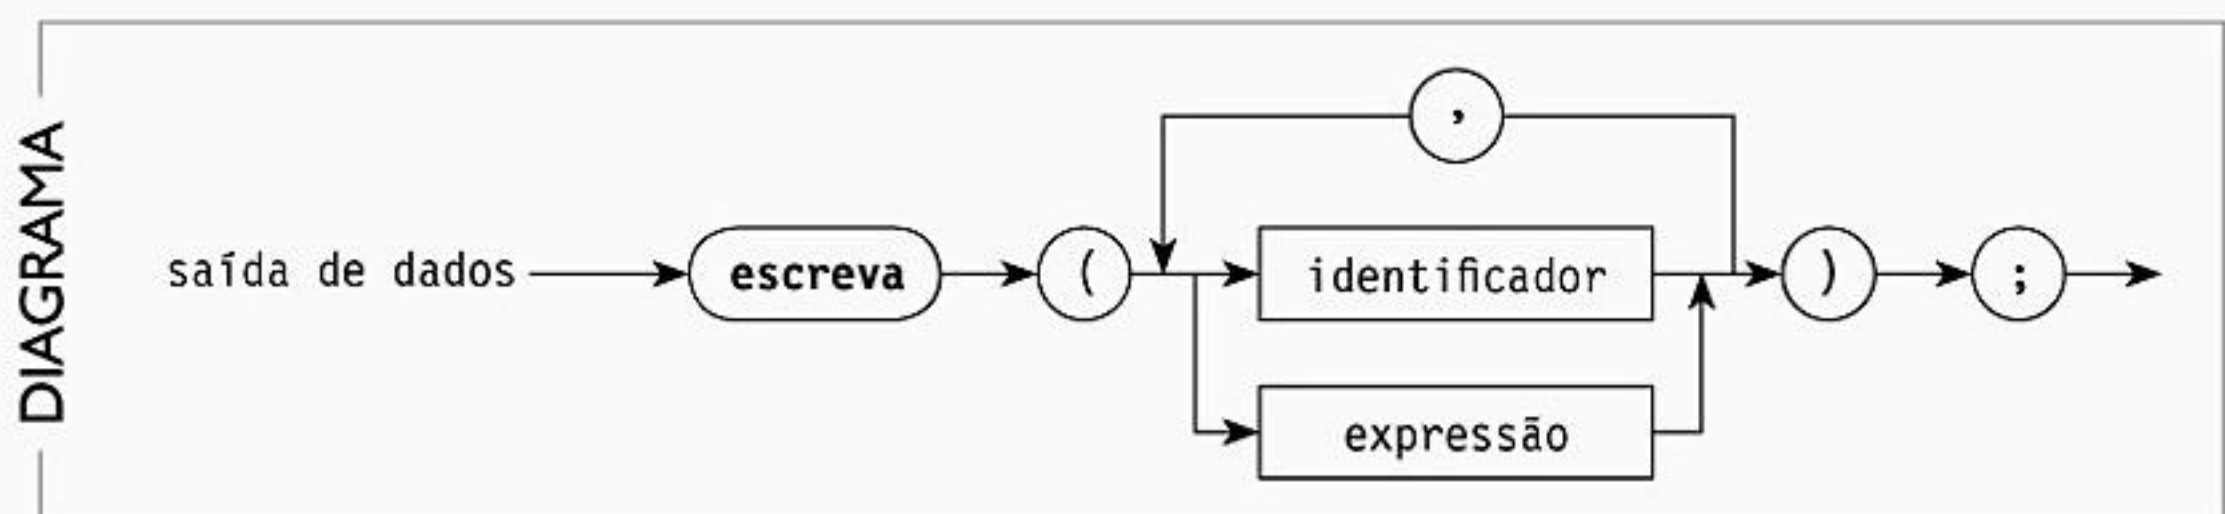 DIAGRAMA
,
saída de dados escreva ( identificador ) ;
expressão